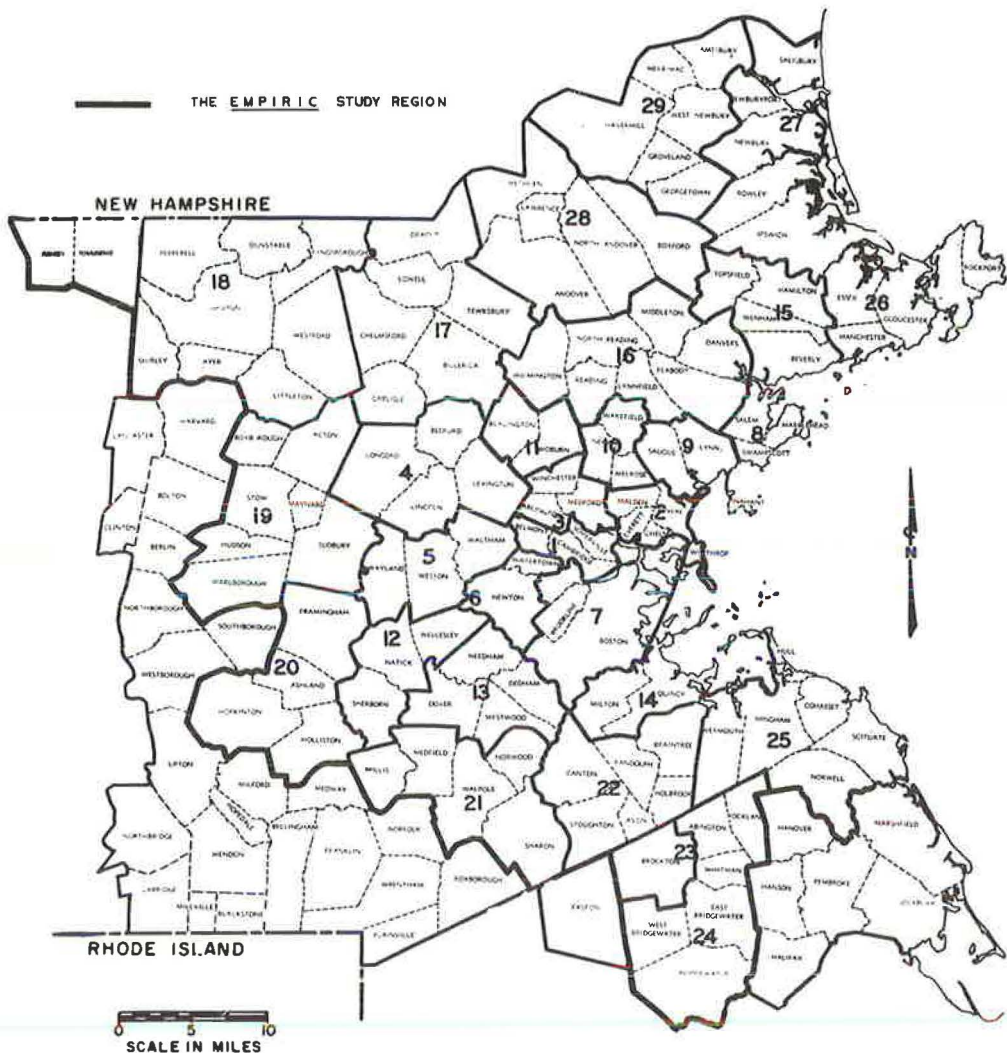 THE EMPIRIC STUDY REGION
AMESBURY
SALISBURY
MERRIMAC
29
WEST NEWBURY
27
NEWBURY
HAVERHILL
GROVELAND
GEORGETOWN
ROWLEY
IPSWICH
NEW HAMPSHIRE
LAWRENCE
28
NORTH ANDOVER
BOXFORD
ANDOVER
TOWNSEND
PEPPERELL
DUNSTABLE
DRACUT
18
LOWELL
17
TEWKSBURY
CHELMSFORD
WESTFORD
BILLERICA
SHIRLEY
AYER
LITTLETON
CARLISLE
TOPSFIELD
HAMILTON
15
WENHAM
BEVERLY
ESSEX
26
GLOUCESTER
MANCHESTER
ROCKPORT
MIDDLETON
DANVERS
NORTH READING
16
PEABODY
WILMINGTON
READING
LYNNFIELD
SALEM
8
MARBLEHEAD
SWAMPSCOTT
LANCASTER
HARVARD
BOXBOROUGH
ACTON
BEDFORD
4
LINCOLN
LEXINGTON
11
WOBURN
WAKEFIELD
10
MELROSE
SAUGUS
9
LYNN
NAHANT
WINCHESTER
MEDFORD
MALDEN
2
3
BELMONT
WATERTOWN
WINTHROP
BOLTON
CLINTON
BERLIN
STOW
19
MAYNARD
HUDSON
SUDBURY
MARLBOROUGH
WAYLAND
5
WESTON
WALTHAM
6
NEWTON
7
BROOKLINE
BOSTON
N
NORTHBOROUGH
SOUTHBOROUGH
FRAMINGHAM
12
WELLESLEY
NATICK
NEEDHAM
13
DEDHAM
DOVER
WESTWOOD
SHERBORN
WESTBOROUGH
20
ASHLAND
HOPKINTON
HOLLISTON
MILTON
14
QUINCY
HULL
WEYMOUTH
HINGHAM
COHASSET
25
SCITUATE
NORWELL
BRAINTREE
RANDOLPH
HOLBROOK
CANTON
22
STOUGHTON
AVON
UPTON
MILFORD
MEDWAY
MILLIS
MEDFIELD
NORWOOD
WALPOLE
21
SHARON
NORFOLK
NORTHBRIDGE
MENDON
BELLINGHAM
FRANKLIN
WRENTHAM
FOXBOROUGH
BLACKSTONE
PLAINVILLE
ABINGTON
ROCKLAND
HANOVER
MARSHFIELD
BROCKTON
23
WHITMAN
HANSON
PEMBROKE
EASTON
WEST BRIDGEWATER
EAST BRIDGEWATER
24
BRIDGEWATER
HALIFAX
RHODE ISLAND
0 5 10
SCALE IN MILES